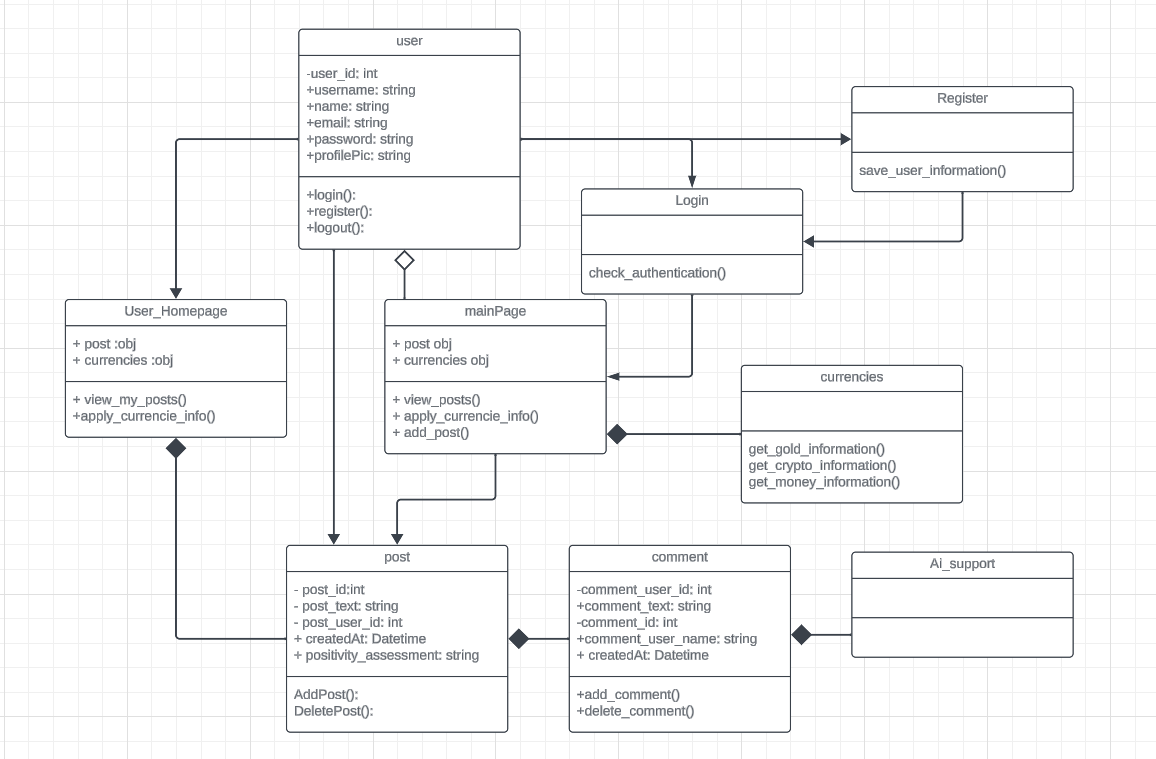 user
-user_id: int
+username: string
+name: string
+email: string
+password: string
+profilePic: string
+login():
+register():
+logout():
Register
save_user_information()
Login
check_authentication()
User_Homepage
+ post :obj
+ currencies :obj
+ view_my_posts()
+apply_currencie_info()
mainPage
+ post obj
+ currencies obj
+ view_posts()
+ apply_currencie_info()
+ add_post()
currencies
get_gold_information()
get_crypto_information()
get_money_information()
post
- post_id:int
- post_text: string
- post_user_id: int
+ createdAt: Datetime
+ positivity_assessment: string
AddPost():
DeletePost():
comment
-comment_user_id: int
+comment_text: string
-comment_id: int
+comment_user_name: string
+ createdAt: Datetime
+add_comment()
+delete_comment()
Ai_support